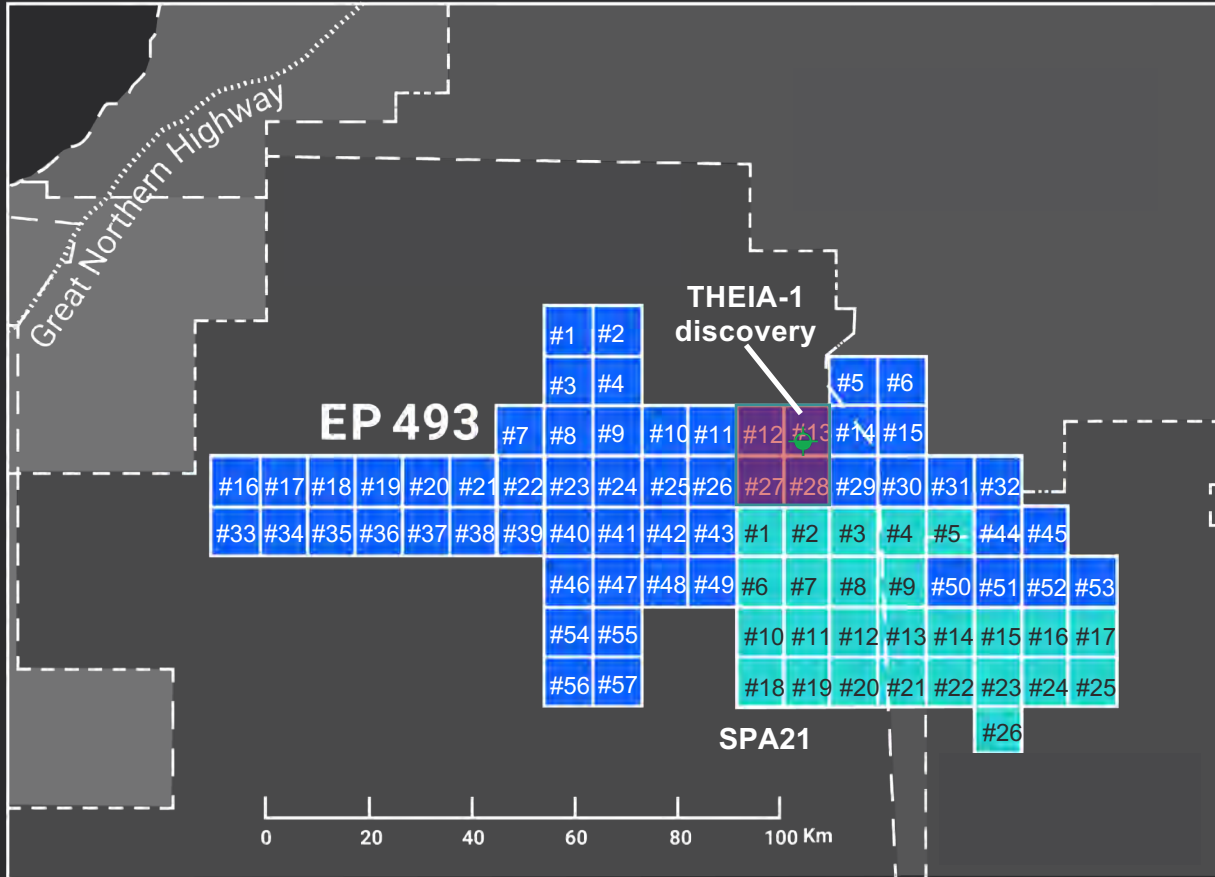 Great Northern Highway
THEIA-1
discovery
#1 #2
#3 #4 #5 #6
EP 493
#7 #8 #9 #10 #11 #12 #13 #14 #15
#16 #17 #18 #19 #20 #21 #22 #23 #24 #25 #26 #27 #28 #29 #30 #31 #32
#33 #34 #35 #36 #37 #38 #39 #40 #41 #42 #43 #1 #2 #3 #4 #5 #44 #45
#46 #47 #48 #49 #6 #7 #8 #9 #50 #51 #52 #53
#54 #55 #10 #11 #12 #13 #14 #15 #16 #17
#56 #57 #18 #19 #20 #21 #22 #23 #24 #25
#26
SPA21
0 20 40 60 80 100 Km